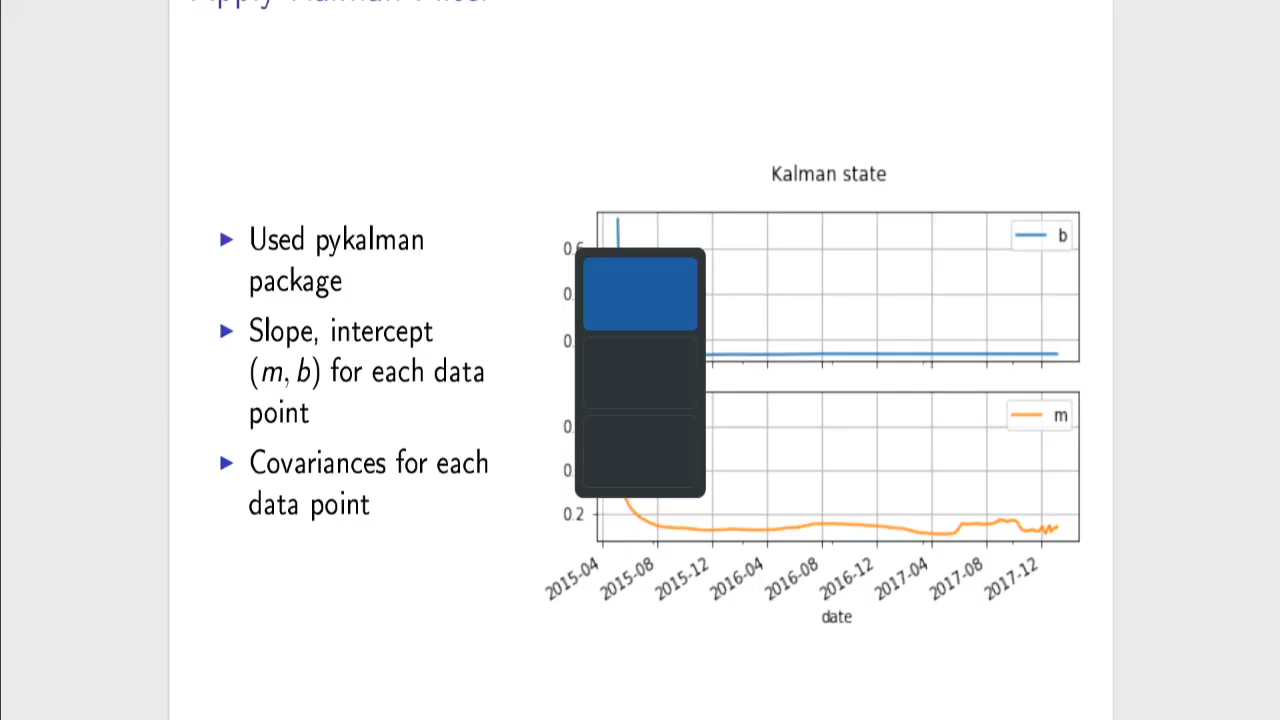 Used pykalman
package
Slope, intercept
(m, b) for each data
point
Covariances for each
data point
Kalman state
b
m
0.2
2015-04
2015-08
2015-12
2016-04
2016-08
2016-12
2017-04
2017-08
2017-12
date